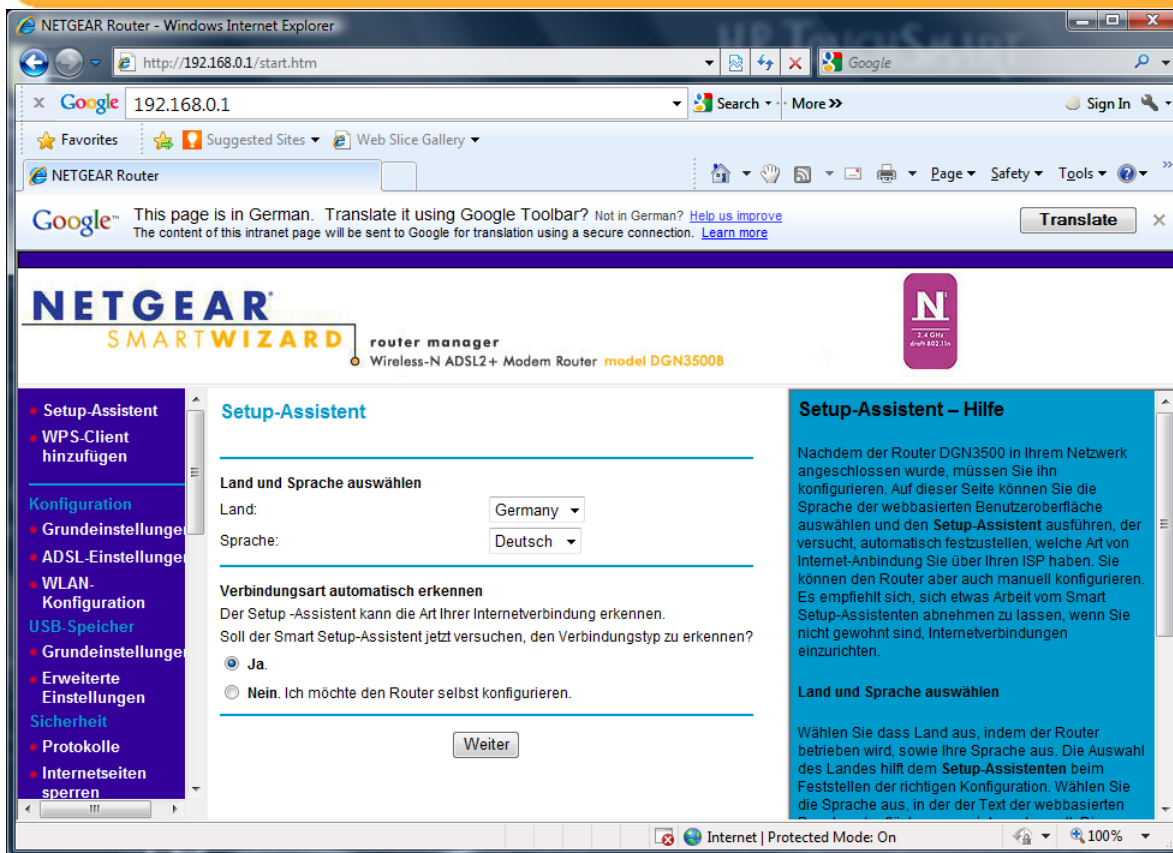 NETGEAR Router - Windows Internet Explorer
HP TOUCHSMART
http://192.168.0.1/start.htm
Google
Google
192.168.0.1
Search
More >>
Sign In
Favorites
Suggested Sites
Web Slice Gallery
NETGEAR Router
Page
Safety
Tools
Google™
This page is in German. Translate it using Google Toolbar? Not in German? Help us improve
The content of this intranet page will be sent to Google for translation using a secure connection. Learn more
Translate
NETGEAR
SMARTWIZARD
router manager
Wireless-N ADSL2+ Modem Router model DGN3500B
N
2.4 GHz
draft 802.11n
Setup-Assistent
WPS-Client
hinzufügen
Konfiguration
Grundeinstellungen
ADSL-Einstellungen
WLAN-
Konfiguration
USB-Speicher
Grundeinstellungen
Erweiterte
Einstellungen
Sicherheit
Protokolle
Internetseiten
sperren
Setup-Assistent
Land und Sprache auswählen
Land:
Germany
Sprache:
Deutsch
Verbindungsart automatisch erkennen
Der Setup -Assistent kann die Art Ihrer Internetverbindung erkennen.
Soll der Smart Setup-Assistent jetzt versuchen, den Verbindungstyp zu erkennen?
Ja.
Nein. Ich möchte den Router selbst konfigurieren.
Weiter
Setup-Assistent – Hilfe
Nachdem der Router DGN3500 in Ihrem Netzwerk
angeschlossen wurde, müssen Sie ihn
konfigurieren. Auf dieser Seite können Sie die
Sprache der webbasierten Benutzeroberfläche
auswählen und den Setup-Assistent ausführen, der
versucht, automatisch festzustellen, welche Art von
Internet-Anbindung Sie über Ihren ISP haben. Sie
können den Router aber auch manuell konfigurieren.
Es empfiehlt sich, sich etwas Arbeit vom Smart
Setup-Assistenten abnehmen zu lassen, wenn Sie
nicht gewohnt sind, Internetverbindungen
einzurichten.
Land und Sprache auswählen
Wählen Sie dass Land aus, indem der Router
betrieben wird, sowie Ihre Sprache aus. Die Auswahl
des Landes hilft dem Setup-Assistenten beim
Feststellen der richtigen Konfiguration. Wählen Sie
die Sprache aus, in der der Text der webbasierten
Internet | Protected Mode: On
100%